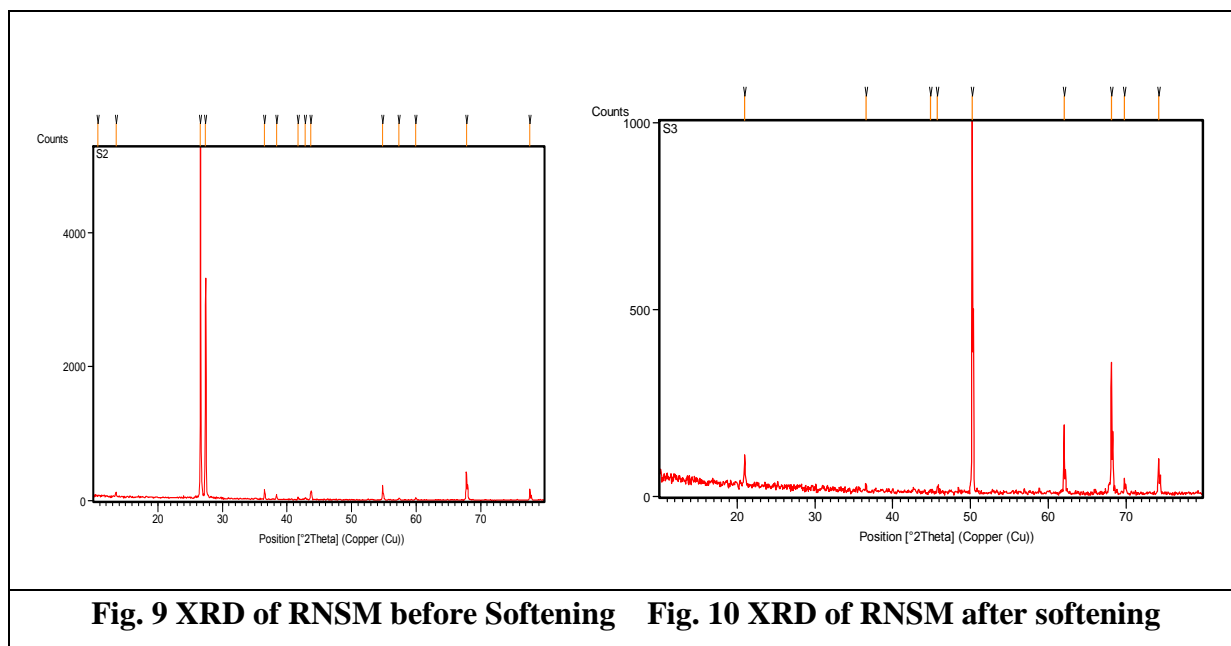 Counts
S2
4000
2000
0
20 30 40 50 60 70
Position [°2Theta] (Copper (Cu))
Counts
1000
S3
500
0
20 30 40 50 60 70
Position [°2Theta] (Copper (Cu))
Fig. 9 XRD of RNSM before Softening Fig. 10 XRD of RNSM after softening